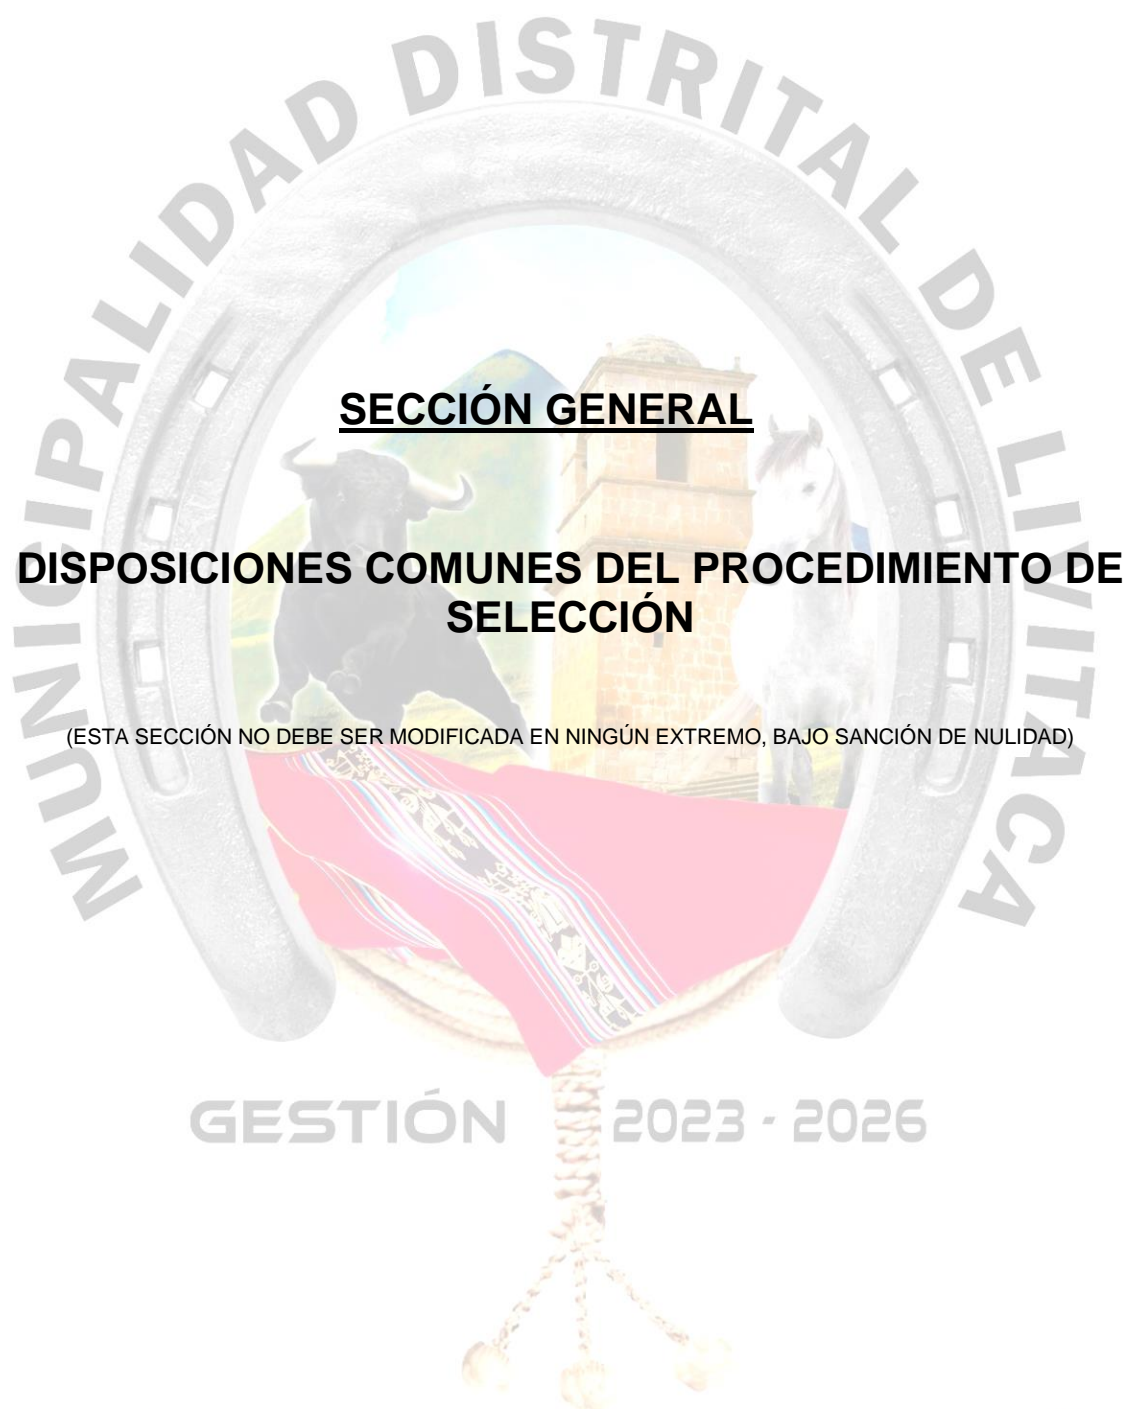 MUNICIPALIDAD DISTRITAL DE LIVITACA
SECCIÓN GENERAL
DISPOSICIONES COMUNES DEL PROCEDIMIENTO DE
SELECCIÓN
(ESTA SECCIÓN NO DEBE SER MODIFICADA EN NINGÚN EXTREMO, BAJO SANCIÓN DE NULIDAD)
GESTIÓN 2023 - 2026